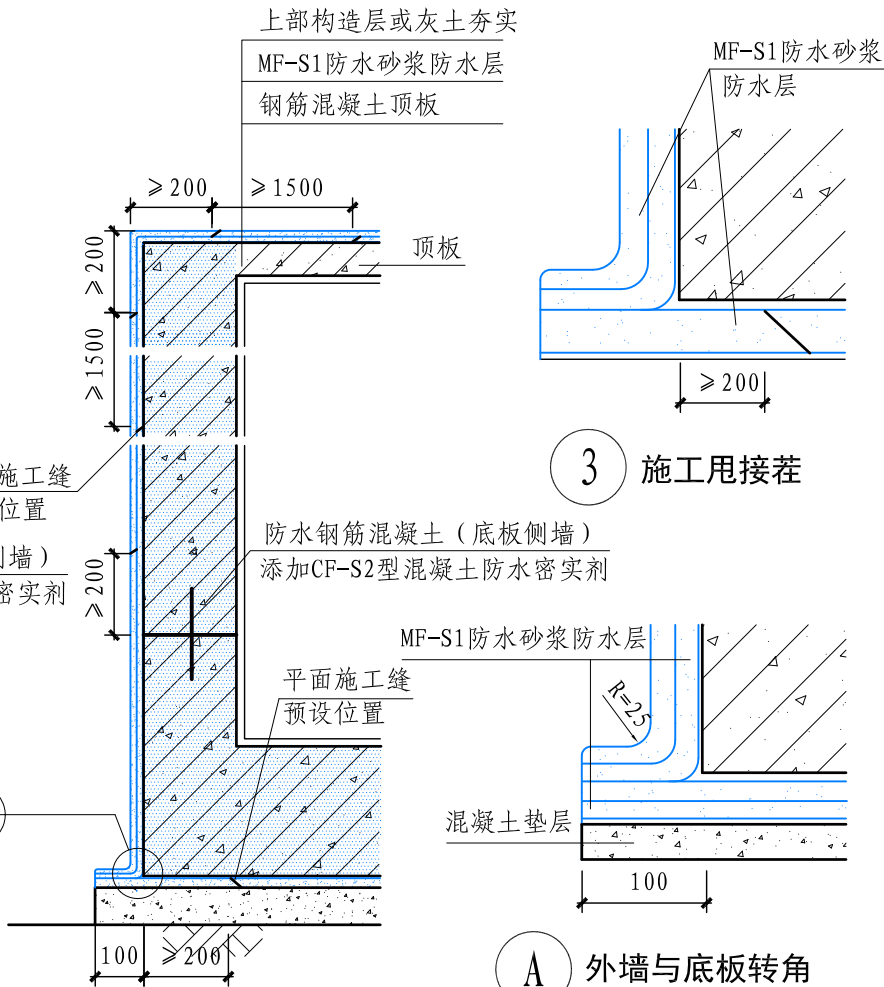 上部构造层或灰土夯实
MF-S1防水砂浆防水层
钢筋混凝土顶板
≥200
≥1500
顶板
≥200
≥1500
施工缝
位置
侧墙）
密实剂
≥200
防水钢筋混凝土（底板侧墙）
添加CF-S2型混凝土防水密实剂
平面施工缝
预设位置
100
≥200
MF-S1防水砂浆
防水层
≥200
3 施工甩接茬
MF-S1防水砂浆防水层
R=25
混凝土垫层
100
A 外墙与底板转角